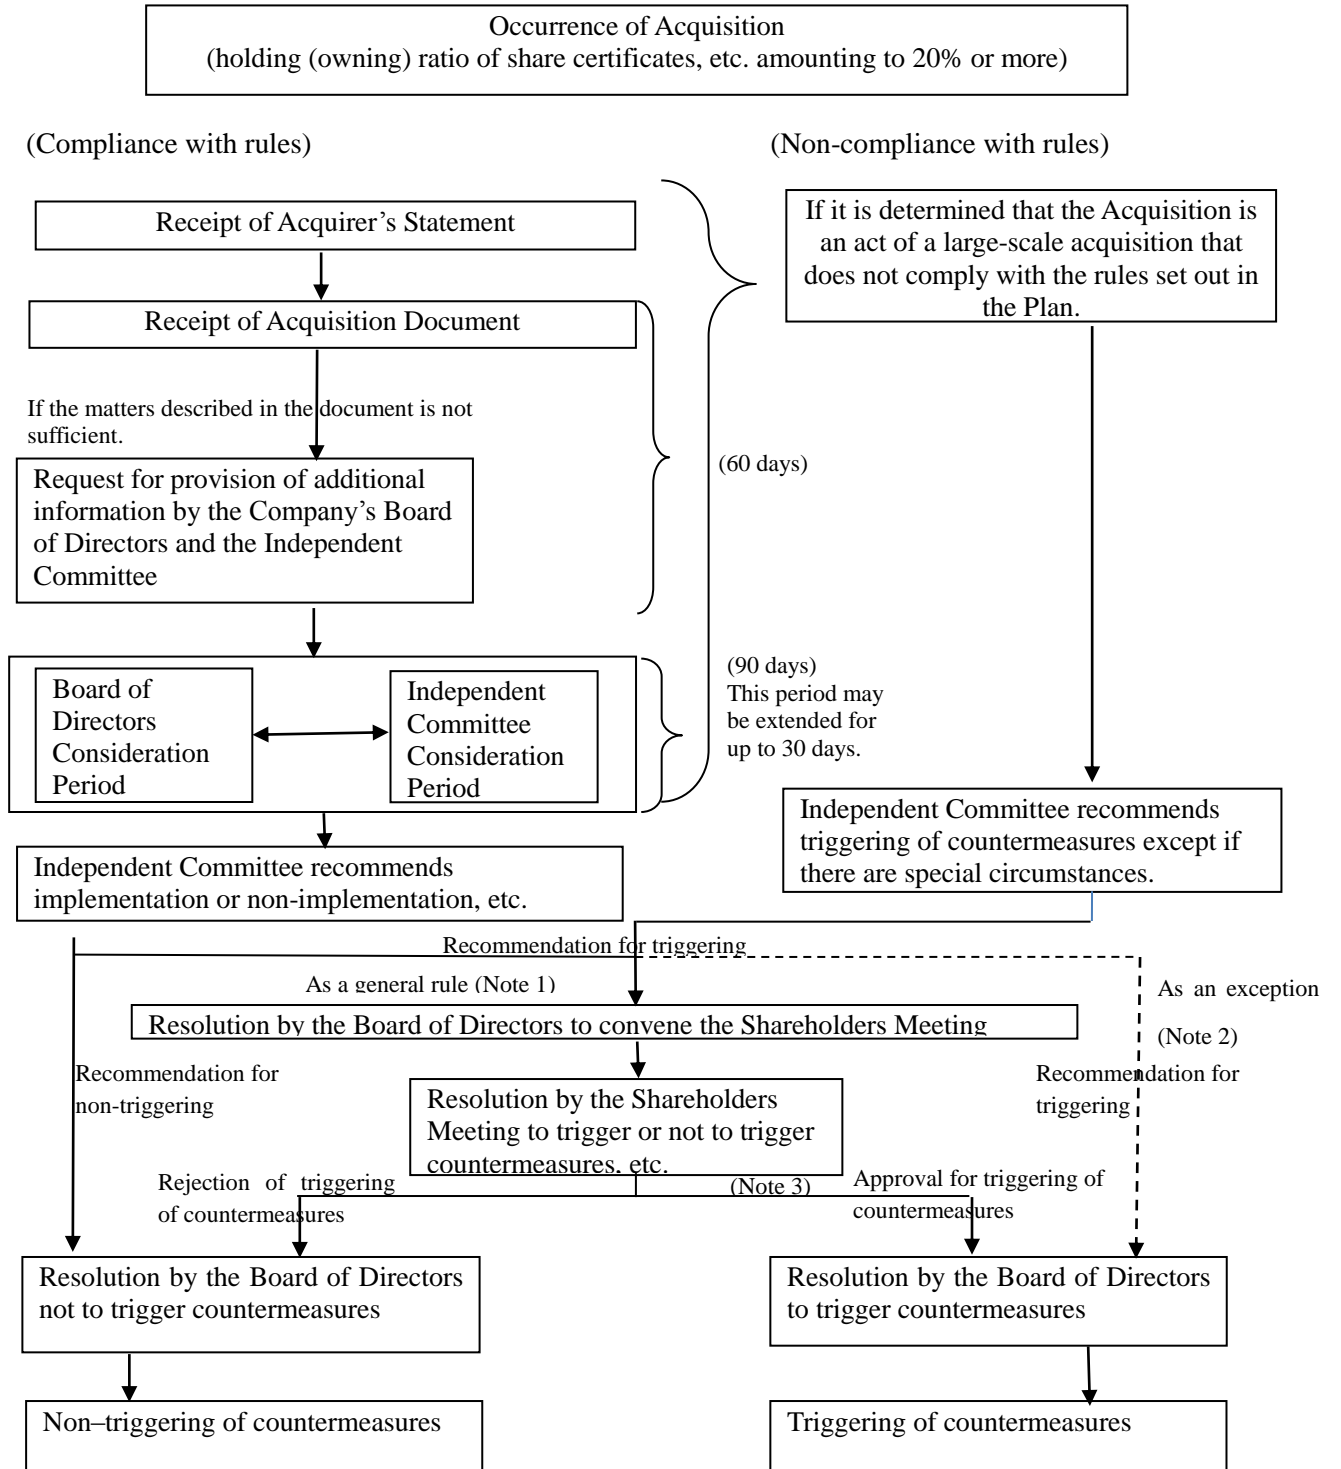 Occurrence of Acquisition
(holding (owning) ratio of share certificates, etc. amounting to 20% or more)
(Compliance with rules)
(Non-compliance with rules)
Receipt of Acquirer’s Statement
If it is determined that the Acquisition is
an act of a large-scale acquisition that
does not comply with the rules set out in
the Plan.
Receipt of Acquisition Document
If the matters described in the document is not
sufficient.
Request for provision of additional
information by the Company’s Board
of Directors and the Independent
Committee
(60 days)
Board of
Directors
Consideration
Period
Independent
Committee
Consideration
Period
(90 days)
This period may
be extended for
up to 30 days.
Independent Committee recommends
triggering of countermeasures except if
there are special circumstances.
Independent Committee recommends
implementation or non-implementation, etc.
Recommendation for triggering
As a general rule (Note 1)
As an exception
(Note 2)
Resolution by the Board of Directors to convene the Shareholders Meeting
Recommendation for
non-triggering
Recommendation for
triggering
Resolution by the Shareholders
Meeting to trigger or not to trigger
countermeasures, etc.
Rejection of triggering
of countermeasures
(Note 3)
Approval for triggering of
countermeasures
Resolution by the Board of Directors
not to trigger countermeasures
Resolution by the Board of Directors
to trigger countermeasures
Non–triggering of countermeasures
Triggering of countermeasures